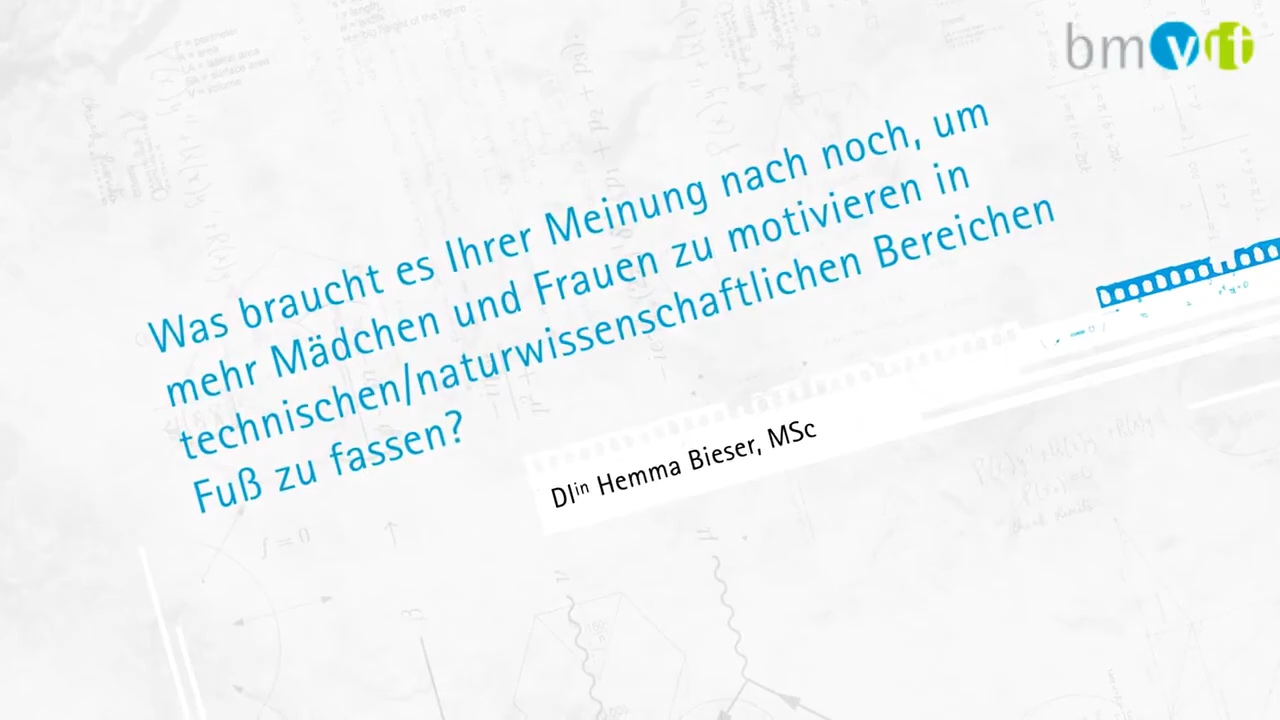 bmvit
Was braucht es Ihrer Meinung nach noch, um
mehr Mädchen und Frauen zu motivieren in
technischen/naturwissenschaftlichen Bereichen
Fuß zu fassen?
DIⁱⁿ Hemma Bieser, MSc